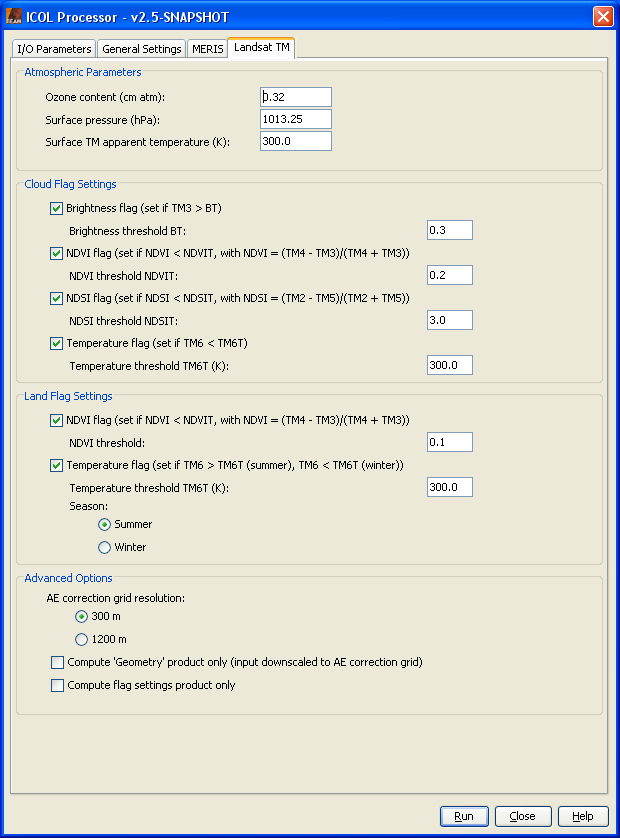 ICOL Processor - v2.5-SNAPSHOT
I/O Parameters General Settings MERIS Landsat TM
Atmospheric Parameters
Ozone content (cm atm): 0.32
Surface pressure (hPa): 1013.25
Surface TM apparent temperature (K): 300.0
Cloud Flag Settings
Brightness flag (set if TM3 > BT)
Brightness threshold BT: 0.3
NDVI flag (set if NDVI < NDVIT, with NDVI = (TM4 - TM3)/(TM4 + TM3))
NDVI threshold NDVIT: 0.2
NDSI flag (set if NDSI < NDSIT, with NDSI = (TM2 - TM5)/(TM2 + TM5))
NDSI threshold NDSIT: 3.0
Temperature flag (set if TM6 < TM6T)
Temperature threshold TM6T (K): 300.0
Land Flag Settings
NDVI flag (set if NDVI < NDVIT, with NDVI = (TM4 - TM3)/(TM4 + TM3))
NDVI threshold: 0.1
Temperature flag (set if TM6 > TM6T (summer), TM6 < TM6T (winter))
Temperature threshold TM6T (K): 300.0
Season:
Summer
Winter
Advanced Options
AE correction grid resolution:
300 m
1200 m
Compute 'Geometry' product only (input downscaled to AE correction grid)
Compute flag settings product only
Run Close Help